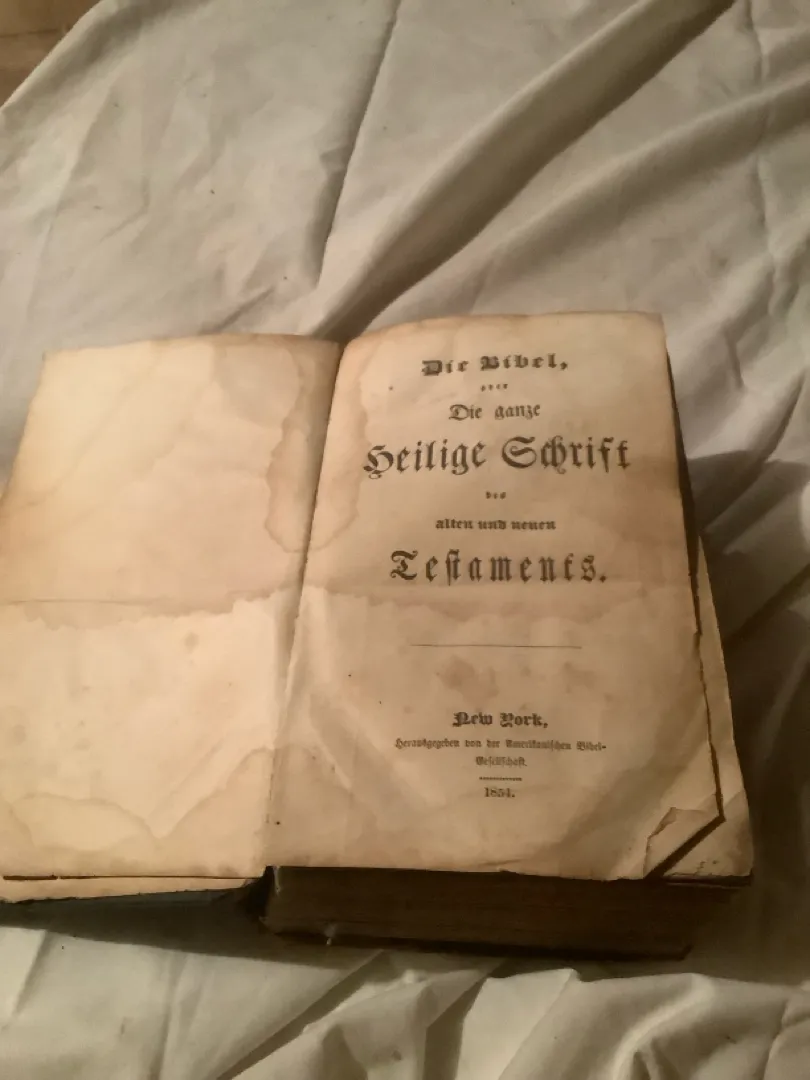 Die Bibel,
oder
Die ganze
Heilige Schrift
des
alten und neuen
Testaments.
New York,
Herausgegeben von der Amerikanischen Bibel-
Gesellschaft.
1854.